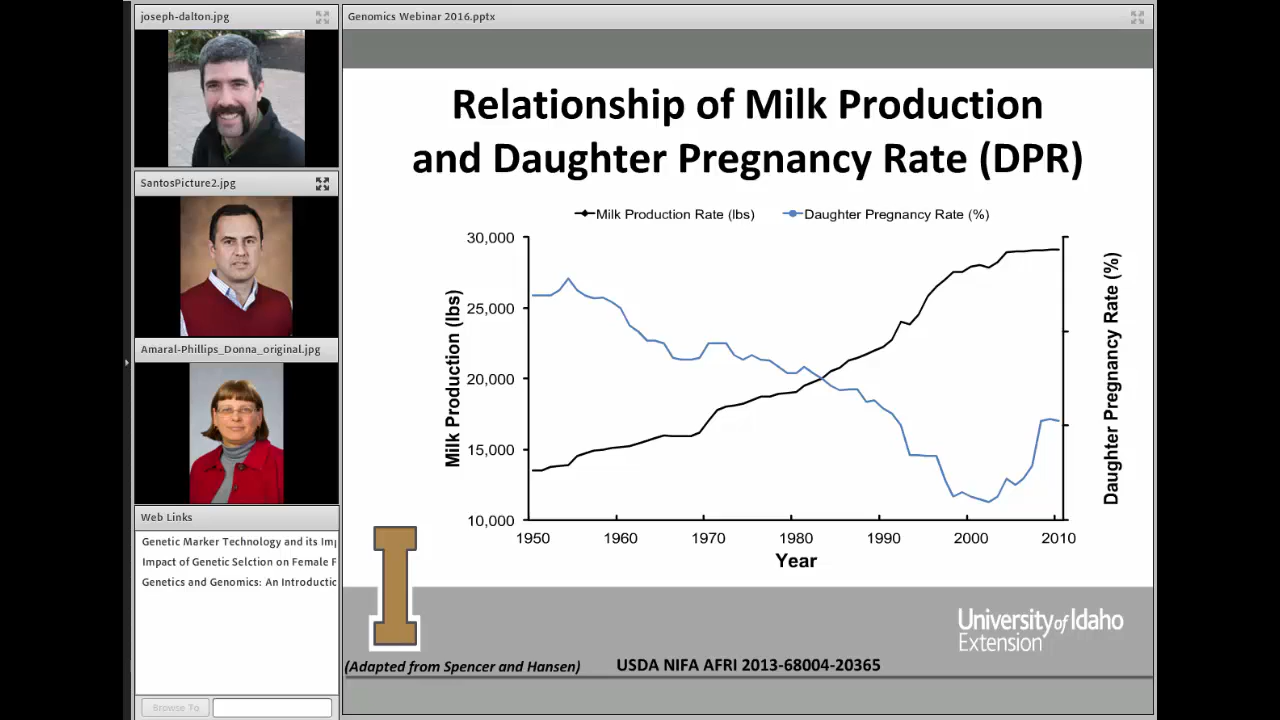 joseph-dalton.jpg
SantosPicture2.jpg
Amaral-Phillips_Donna_original.jpg
Web Links
Genetic Marker Technology and its Imp
Impact of Genetic Selction on Female F
Genetics and Genomics: An Introductic
Browse To
Genomics Webinar 2016.pptx
Relationship of Milk Production
and Daughter Pregnancy Rate (DPR)
Milk Production Rate (lbs)
Daughter Pregnancy Rate (%)
Milk Production (lbs)
30,000
25,000
20,000
15,000
10,000
Daughter Pregnancy Rate (%)
1950 1960 1970 1980 1990 2000 2010
Year
I
University of Idaho
Extension
(Adapted from Spencer and Hansen)
USDA NIFA AFRI 2013-68004-20365